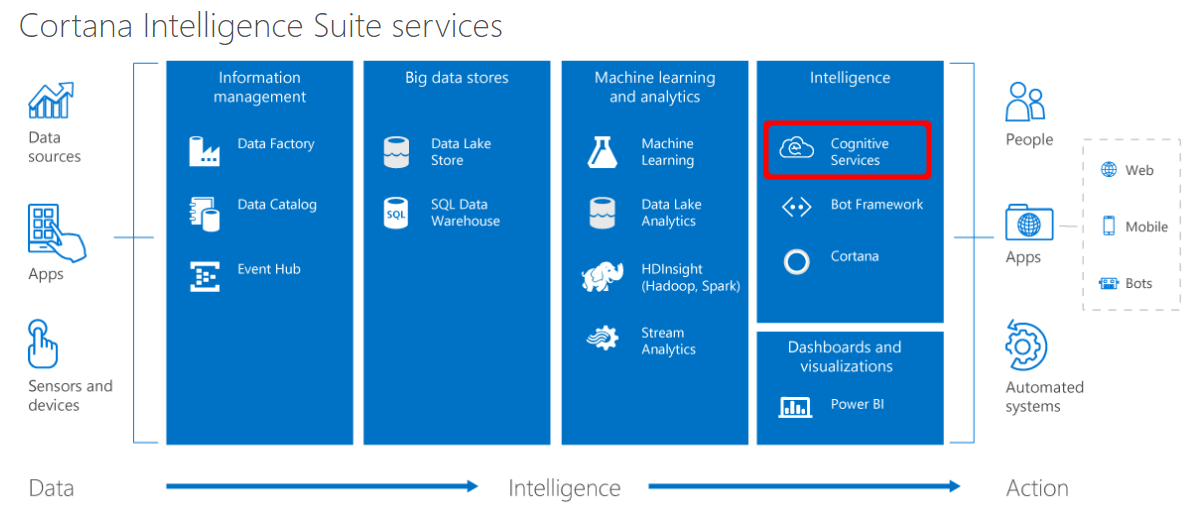 Cortana Intelligence Suite services
Data
sources
Apps
Sensors and
devices
Information
management
Data Factory
Data Catalog
Event Hub
Big data stores
Data Lake
Store
SQL
SQL Data
Warehouse
Machine learning
and analytics
Machine
Learning
Data Lake
Analytics
HDInsight
(Hadoop, Spark)
Stream
Analytics
Intelligence
Cognitive
Services
Bot Framework
Cortana
Dashboards and
visualizations
Power BI
People
Apps
Automated
systems
Web
Mobile
Bots
Data
Intelligence
Action